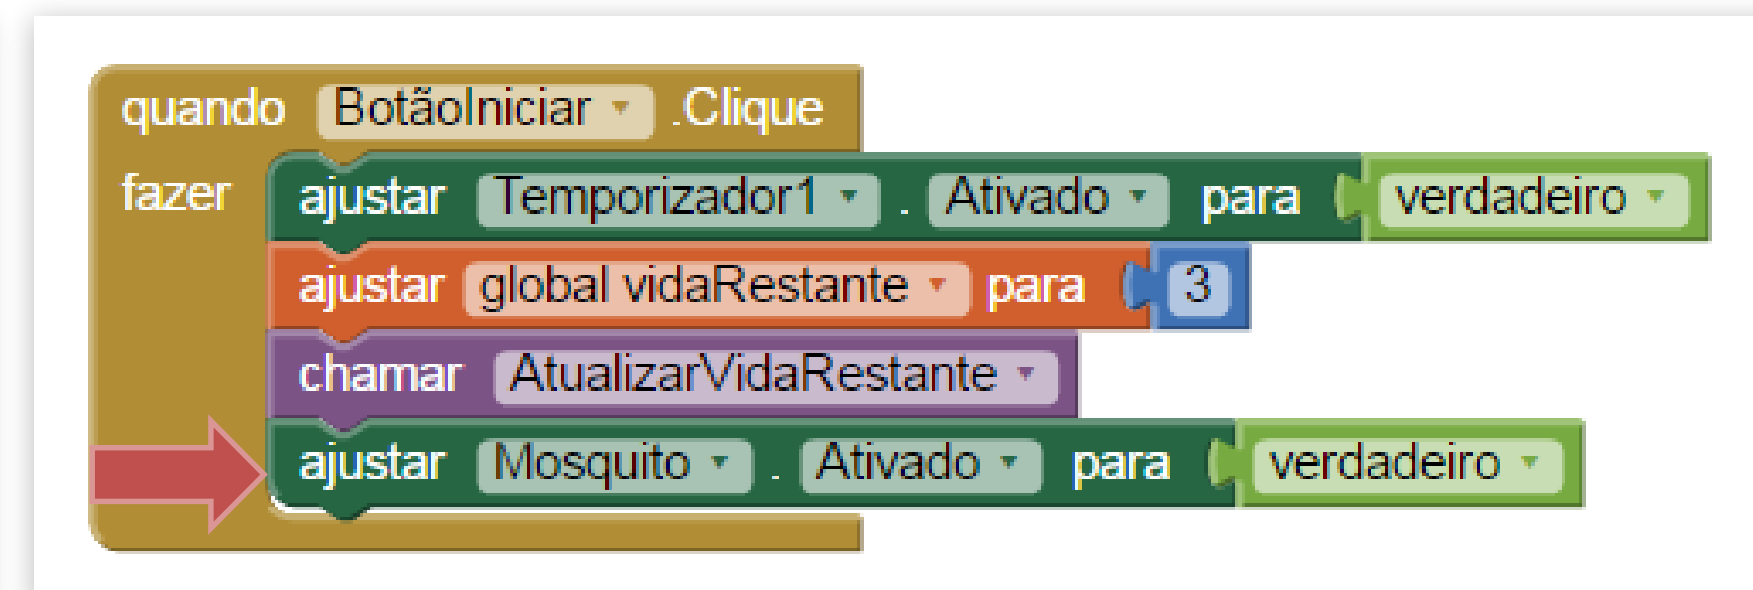 quando BotãoIniciar .Clique
fazer ajustar Temporizador1 . Ativado para verdadeiro
ajustar global vidaRestante para 3
chamar AtualizarVidaRestante
ajustar Mosquito . Ativado para verdadeiro